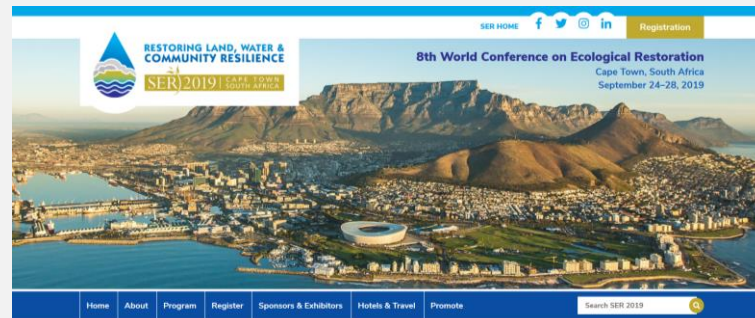 SER HOME
Registration
RESTORING LAND, WATER &
COMMUNITY RESILIENCE
SER 2019 CAPE TOWN
SOUTH AFRICA
8th World Conference on Ecological Restoration
Cape Town, South Africa
September 24–28, 2019
Home About Program Register Sponsors & Exhibitors Hotels & Travel Promote
Search SER 2019